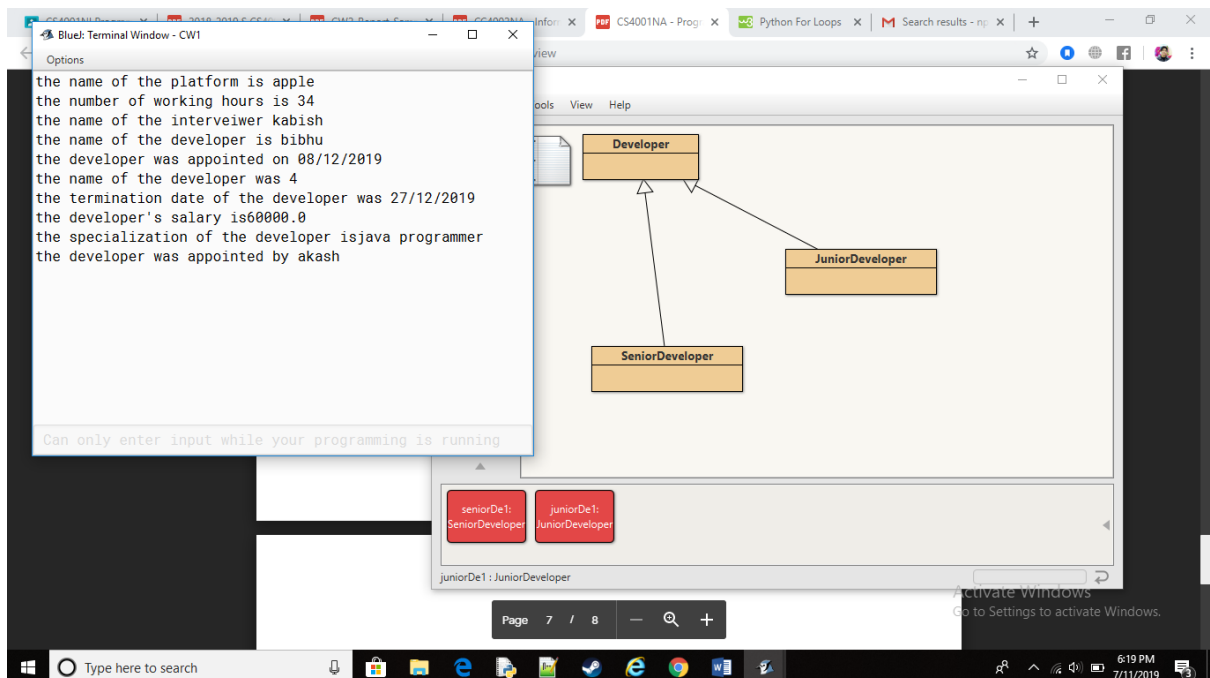 CS4001NA - Progr
Python For Loops
Search results - np
BlueJ: Terminal Window - CW1
Options
the name of the platform is apple
the number of working hours is 34
the name of the interveiwer kabish
the name of the developer is bibhu
the developer was appointed on 08/12/2019
the name of the developer was 4
the termination date of the developer was 27/12/2019
the developer's salary is60000.0
the specialization of the developer isjava programmer
the developer was appointed by akash
Can only enter input while your programming is running
view
ools View Help
Developer
JuniorDeveloper
SeniorDeveloper
seniorDe1:
SeniorDeveloper
juniorDe1:
JuniorDeveloper
juniorDe1 : JuniorDeveloper
Activate Windows
Go to Settings to activate Windows.
Page 7 / 8
Type here to search
6:19 PM
7/11/2019